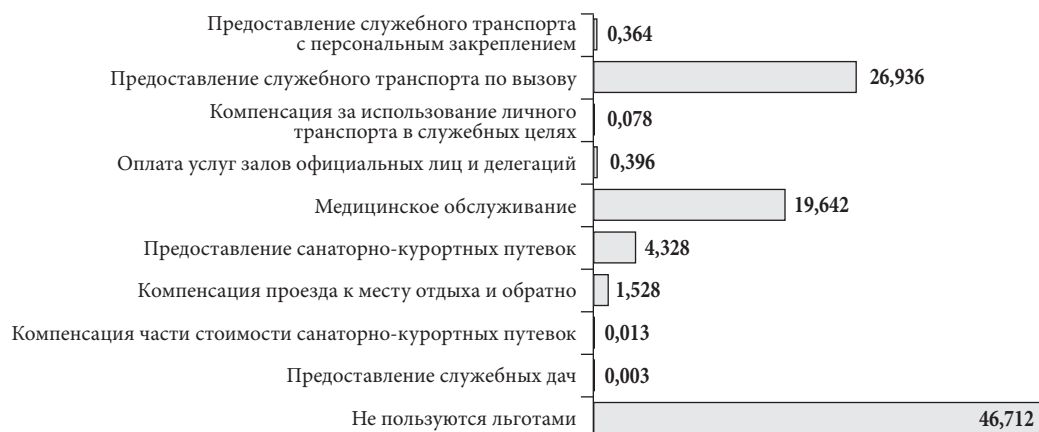 Предоставление служебного транспорта
с персональным закреплением
0,364
Предоставление служебного транспорта по вызову
26,936
Компенсация за использование личного
транспорта в служебных целях
0,078
Оплата услуг залов официальных лиц и делегаций
0,396
Медицинское обслуживание
19,642
Предоставление санаторно-курортных путевок
4,328
Компенсация проезда к месту отдыха и обратно
1,528
Компенсация части стоимости санаторно-курортных путевок
0,013
Предоставление служебных дач
0,003
Не пользуются льготами
46,712